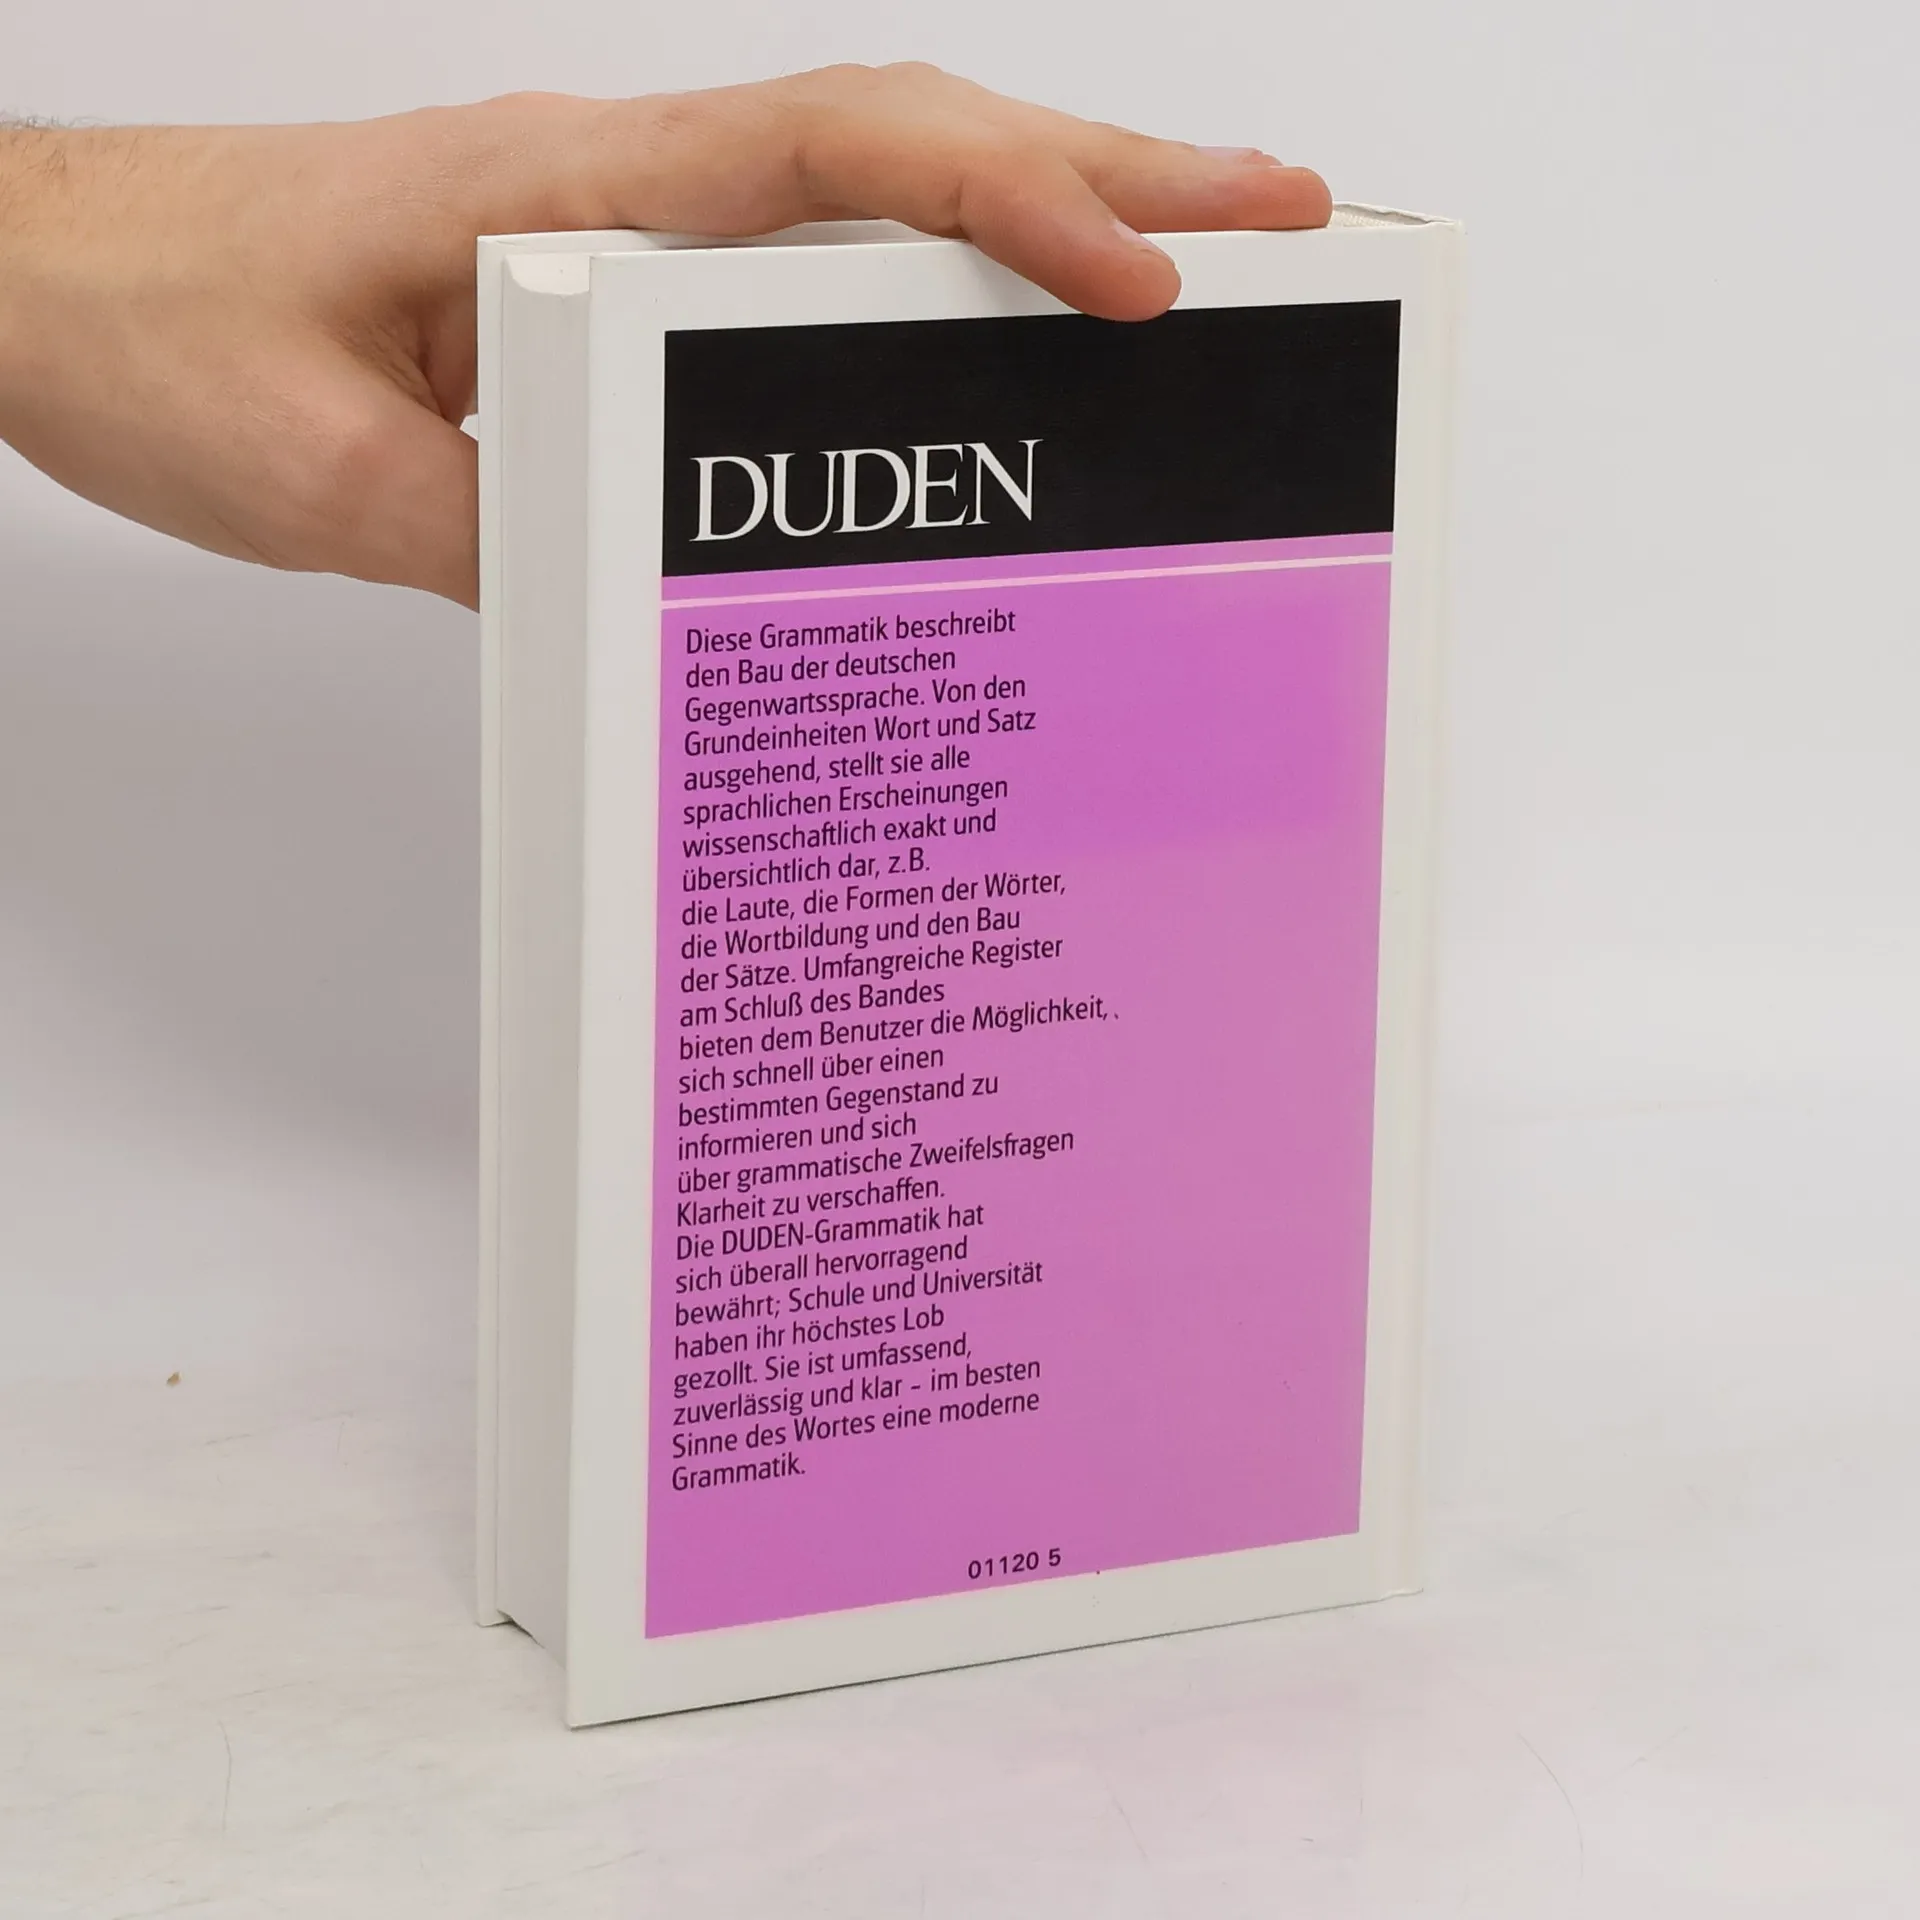 DUDEN
Diese Grammatik beschreibt
den Bau der deutschen
Gegenwartssprache. Von den
Grundeinheiten Wort und Satz
ausgehend, stellt sie alle
sprachlichen Erscheinungen
wissenschaftlich exakt und
übersichtlich dar, z.B.
die Laute, die Formen der Wörter,
die Wortbildung und den Bau
der Sätze. Umfangreiche Register
am Schluß des Bandes
bieten dem Benutzer die Möglichkeit,
sich schnell über einen
bestimmten Gegenstand zu
informieren und sich
über grammatische Zweifelsfragen
Klarheit zu verschaffen.
Die DUDEN-Grammatik hat
sich überall hervorragend
bewährt; Schule und Universität
haben ihr höchstes Lob
gezollt. Sie ist umfassend,
zuverlässig und klar – im besten
Sinne des Wortes eine moderne
Grammatik.
01120 5